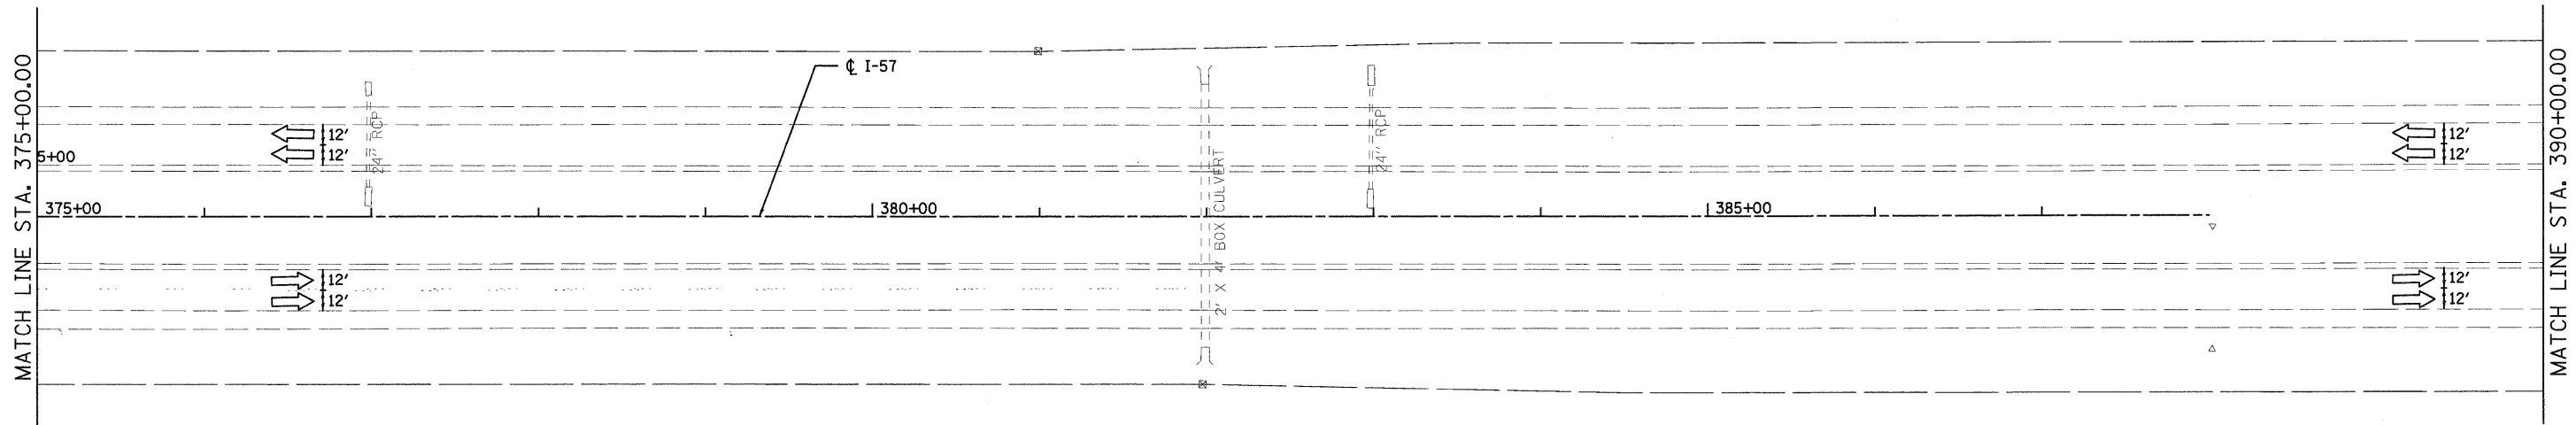 MATCH LINE STA. 375+00.00
℄ I-57
MATCH LINE STA. 390+00.00
24" RCP
24" RCP
12'
12'
12'
12'
5+00
2' X 4' BOX CULVERT
375+00
380+00
385+00
12'
12'
12'
12'